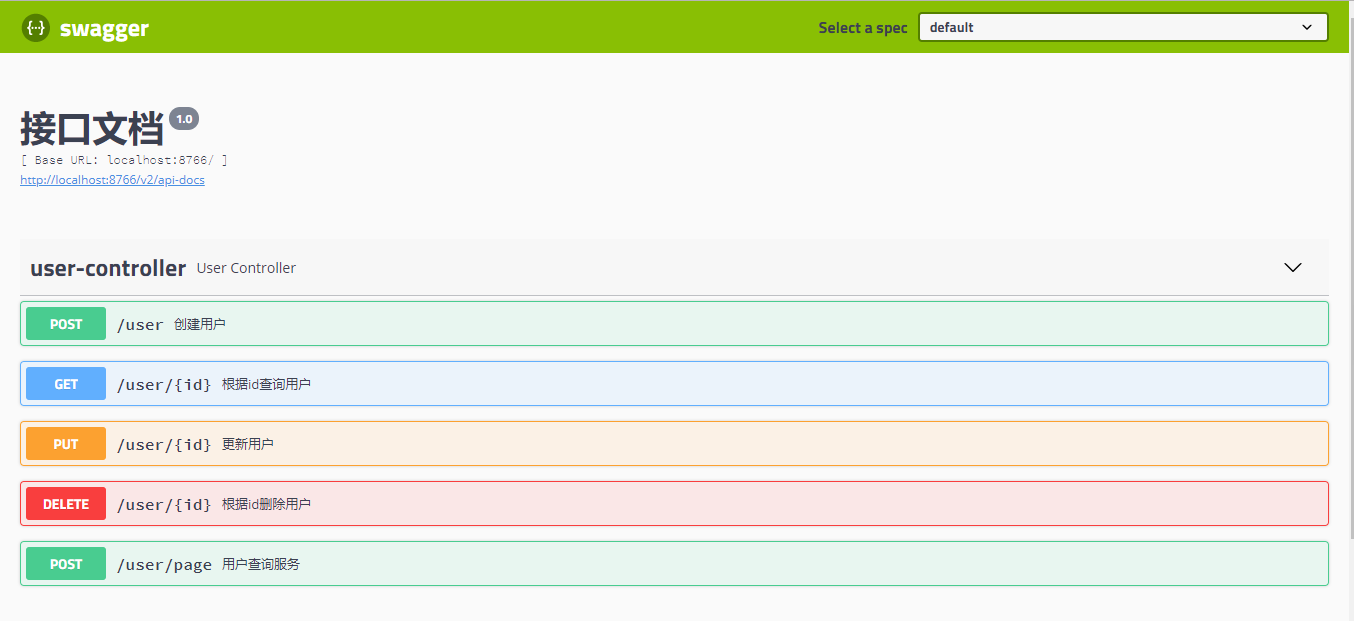 {···} swagger Select a spec default
接口文档 1.0
[ Base URL: localhost:8766/ ]
http://localhost:8766/v2/api-docs
user-controller User Controller
POST /user 创建用户
GET /user/{id} 根据id查询用户
PUT /user/{id} 更新用户
DELETE /user/{id} 根据id删除用户
POST /user/page 用户查询服务